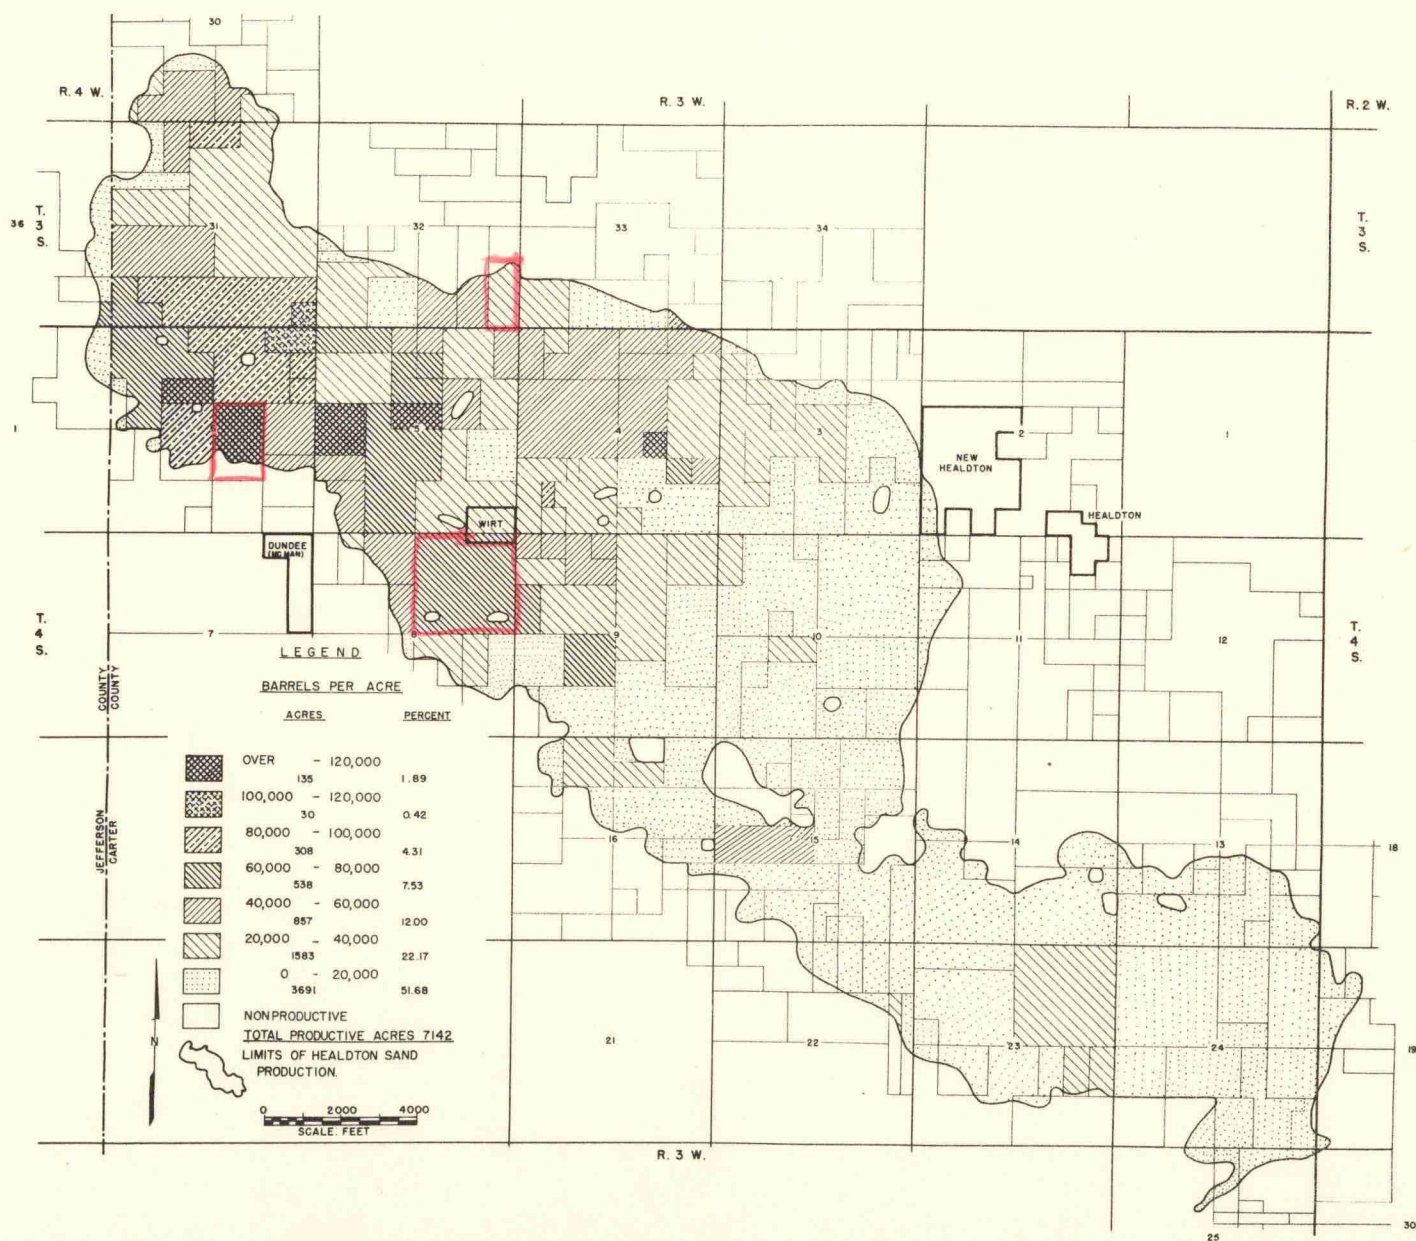 30
R. 4 W.
R. 3 W.
R. 2 W.
T. 3 S.
36
31
32
33
34
T. 3 S.
1
5
4
3
2
1
NEW HEALDTON
HEALDTON
WIRT
DUNDEE
(MC MAN)
T. 4 S.
7
8
9
10
11
12
T. 4 S.
COUNTY
COUNTY
JEFFERSON
CARTER
LEGEND
BARRELS PER ACRE
ACRES PERCENT
OVER - 120,000
135 1.89
100,000 - 120,000
30 0.42
80,000 - 100,000
308 4.31
60,000 - 80,000
538 7.53
40,000 - 60,000
857 12.00
20,000 - 40,000
1583 22.17
0 - 20,000
3691 51.68
NONPRODUCTIVE
TOTAL PRODUCTIVE ACRES 7142
LIMITS OF HEALDTON SAND
PRODUCTION.
N
0 2000 4000
SCALE: FEET
16
15
14
13
18
21
22
23
24
19
R. 3 W.
25
30